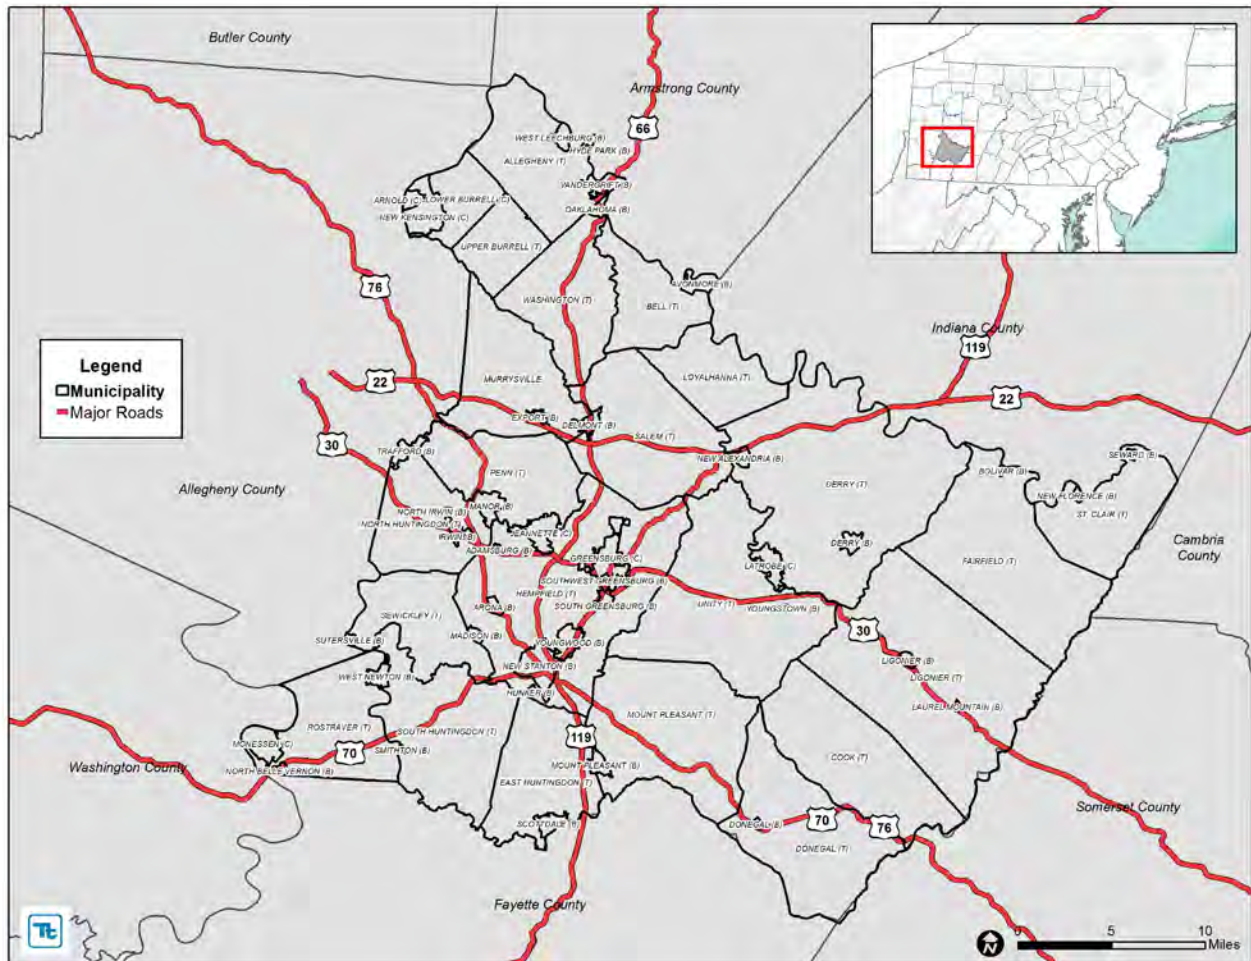 Butler County
Armstrong County
66
WEST LEECHBURG (B)
HYDE PARK (B)
ALLEGHENY (T)
VANDERGRIFT (B)
ARNOLD (C)
LOWER BURRELL (C)
OAKLAHOMA (B)
NEW KENSINGTON (C)
UPPER BURRELL (T)
76
WASHINGTON (T)
AVONMORE (B)
BELL (T)
Indiana County
119
Legend
Municipality
Major Roads
22
MURRYSVILLE
LOYALHANNA (T)
22
30
EXPORT (B)
DELMONT (B)
SALEM (T)
TRAFFORD (B)
PENN (T)
NEW ALEXANDRIA (B)
SEWARD (B)
BOLIVAR (B)
DERRY (T)
NEW FLORENCE (B)
ST. CLAIR (T)
Allegheny County
MANOR (B)
NORTH IRWIN (B)
NORTH HUNTINGDON (T)
IRWIN (B)
JEANNETTE (C)
ADAMSBURG (B)
DERRY (B)
Cambria
County
GREENSBURG (C)
LATROBE (C)
FAIRFIELD (T)
SOUTHWEST GREENSBURG (B)
HEMPFIELD (T)
SOUTH GREENSBURG (B)
UNITY (T)
YOUNGSTOWN (B)
ARONA (B)
SEWICKLEY (T)
MADISON (B)
YOUNGWOOD (B)
30
SUTERSVILLE (B)
NEW STANTON (B)
LIGONIER (B)
WEST NEWTON (B)
LIGONIER (T)
HUNKER (B)
LAUREL MOUNTAIN (B)
MOUNT PLEASANT (T)
ROSTRAVER (T)
SOUTH HUNTINGDON (T)
119
MONESSEN (C)
70
SMITHTON (B)
COOK (T)
Washington County
NORTH BELLE VERNON (B)
MOUNT PLEASANT (B)
EAST HUNTINGDON (T)
Somerset County
SCOTTDALE (B)
DONEGAL (B)
70
76
DONEGAL (T)
Fayette County
Tt
N
0 5 10
Miles